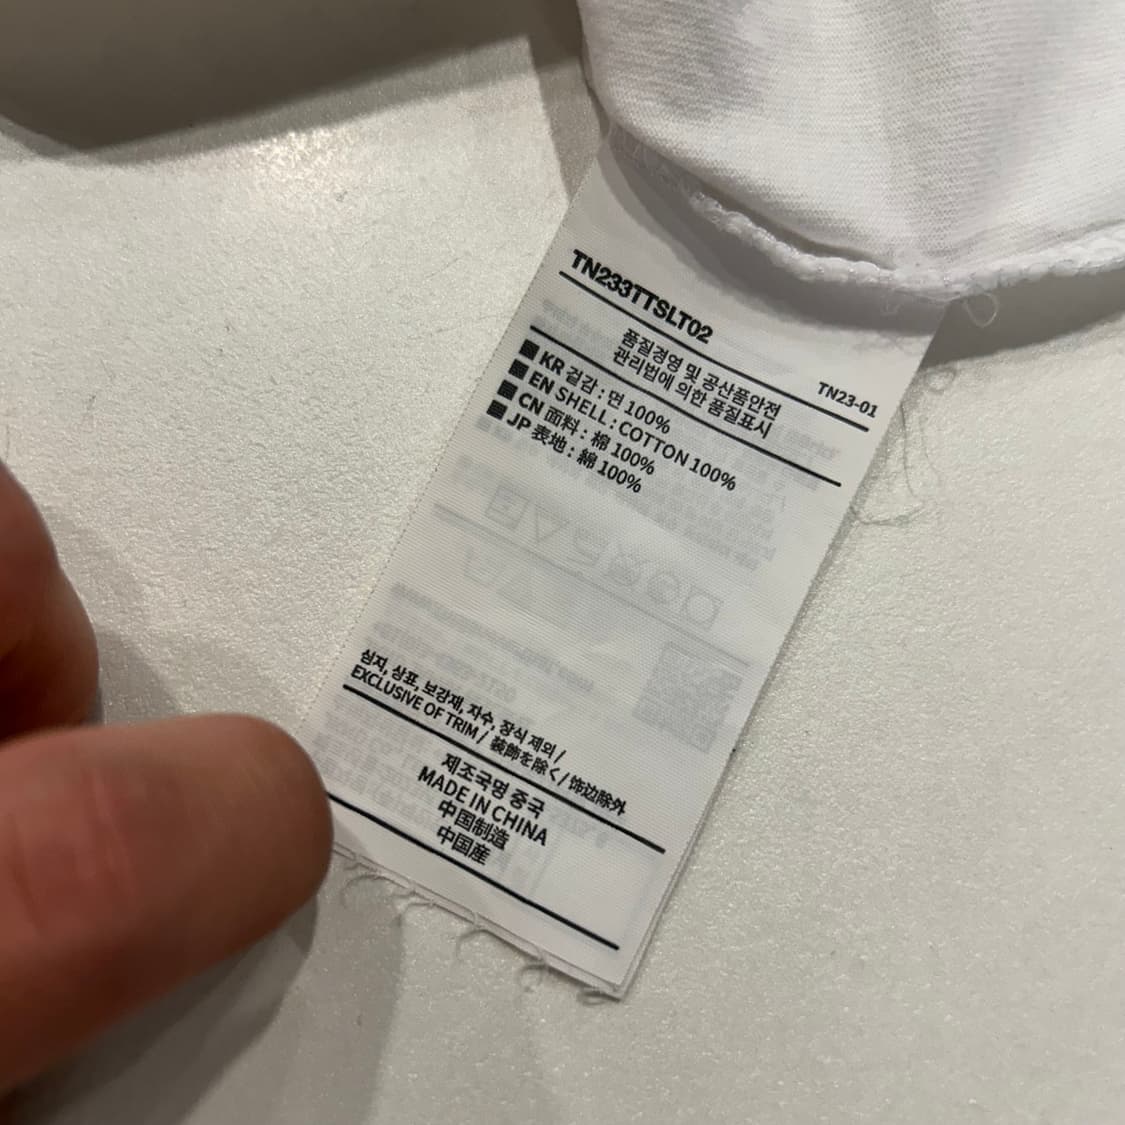 TN233TTSLT02
TN23-01
품질경영 및 공산품안전
관리법에 의한 품질표시
■ KR 겉감 : 면 100%
■ EN SHELL : COTTON 100%
■ CN 面料 : 棉 100%
■ JP 表地 : 綿 100%
심지, 상표, 보강재, 자수, 장식 제외 /
EXCLUSIVE OF TRIM / 装飾を除く / 饰边除外
제조국명 중국
MADE IN CHINA
中国制造
中国産